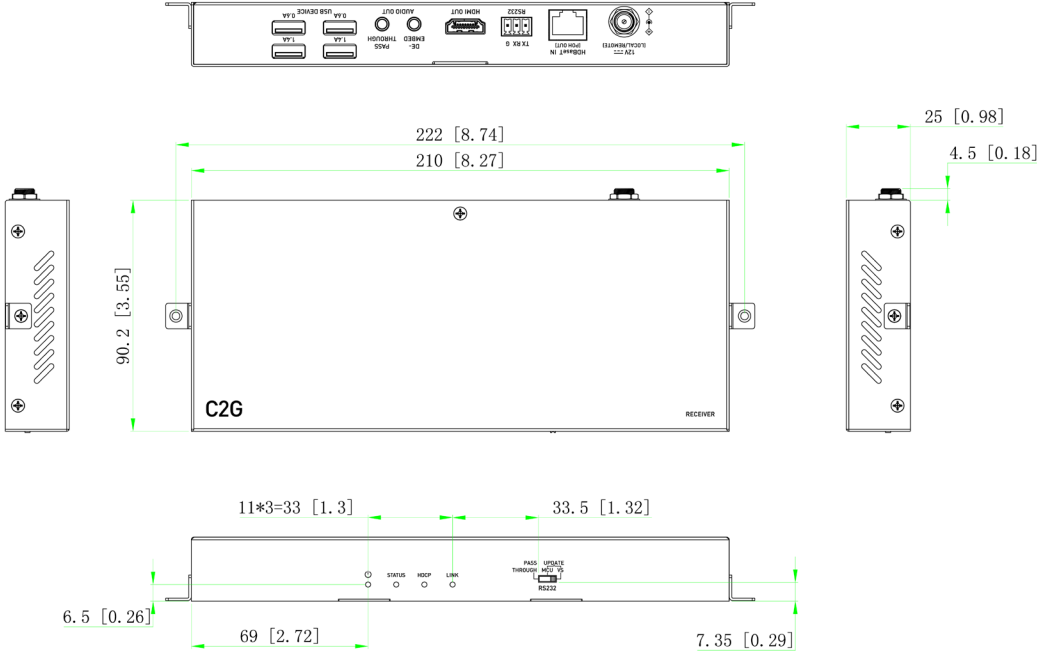 0.6A USB DEVICE 0.6A
1.4A 1.4A
PASS THROUGH
AUDIO OUT
DE-EMBED
HDMI OUT
RS232
TX RX G
HDBaseT IN
[POH OUT]
12V
[LOCAL/REMOTE]
222 [8.74]
210 [8.27]
25 [0.98]
4.5 [0.18]
90.2 [3.55]
C2G
RECEIVER
11*3=33 [1.3]
33.5 [1.32]
STATUS HDCP LINK
PASS UPDATE
THROUGH MCU VS
RS232
6.5 [0.26]
69 [2.72]
7.35 [0.29]